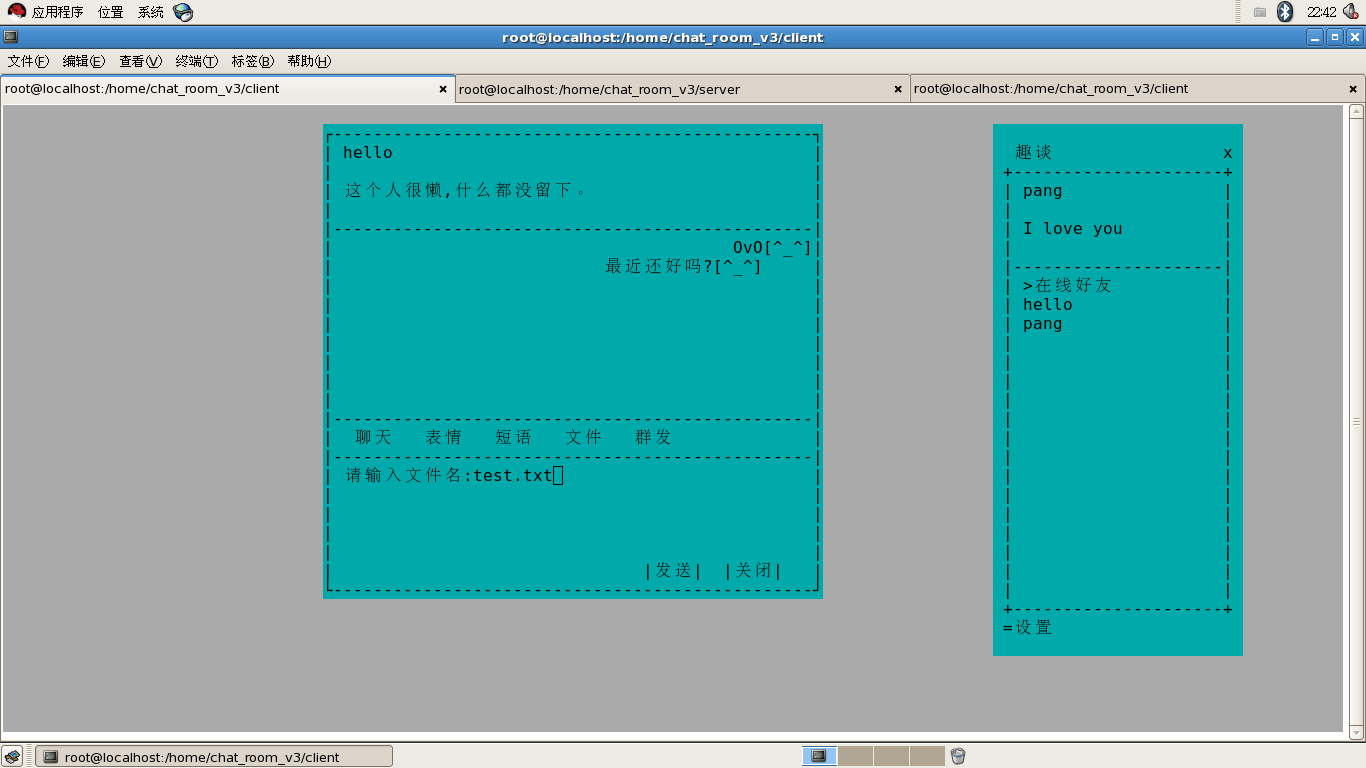 应用程序 位置 系统 22:42
root@localhost:/home/chat_room_v3/client
文件(F) 编辑(E) 查看(V) 终端(T) 标签(B) 帮助(H)
root@localhost:/home/chat_room_v3/client
root@localhost:/home/chat_room_v3/server
root@localhost:/home/chat_room_v3/client
hello
这个人很懒,什么都没留下。
OvO[^_^]
最近还好吗?[^_^]
聊天 表情 短语 文件 群发
请输入文件名:test.txt
|发送| |关闭|
趣谈 x
pang
I love you
>在线好友
hello
pang
=设置
root@localhost:/home/chat_room_v3/client